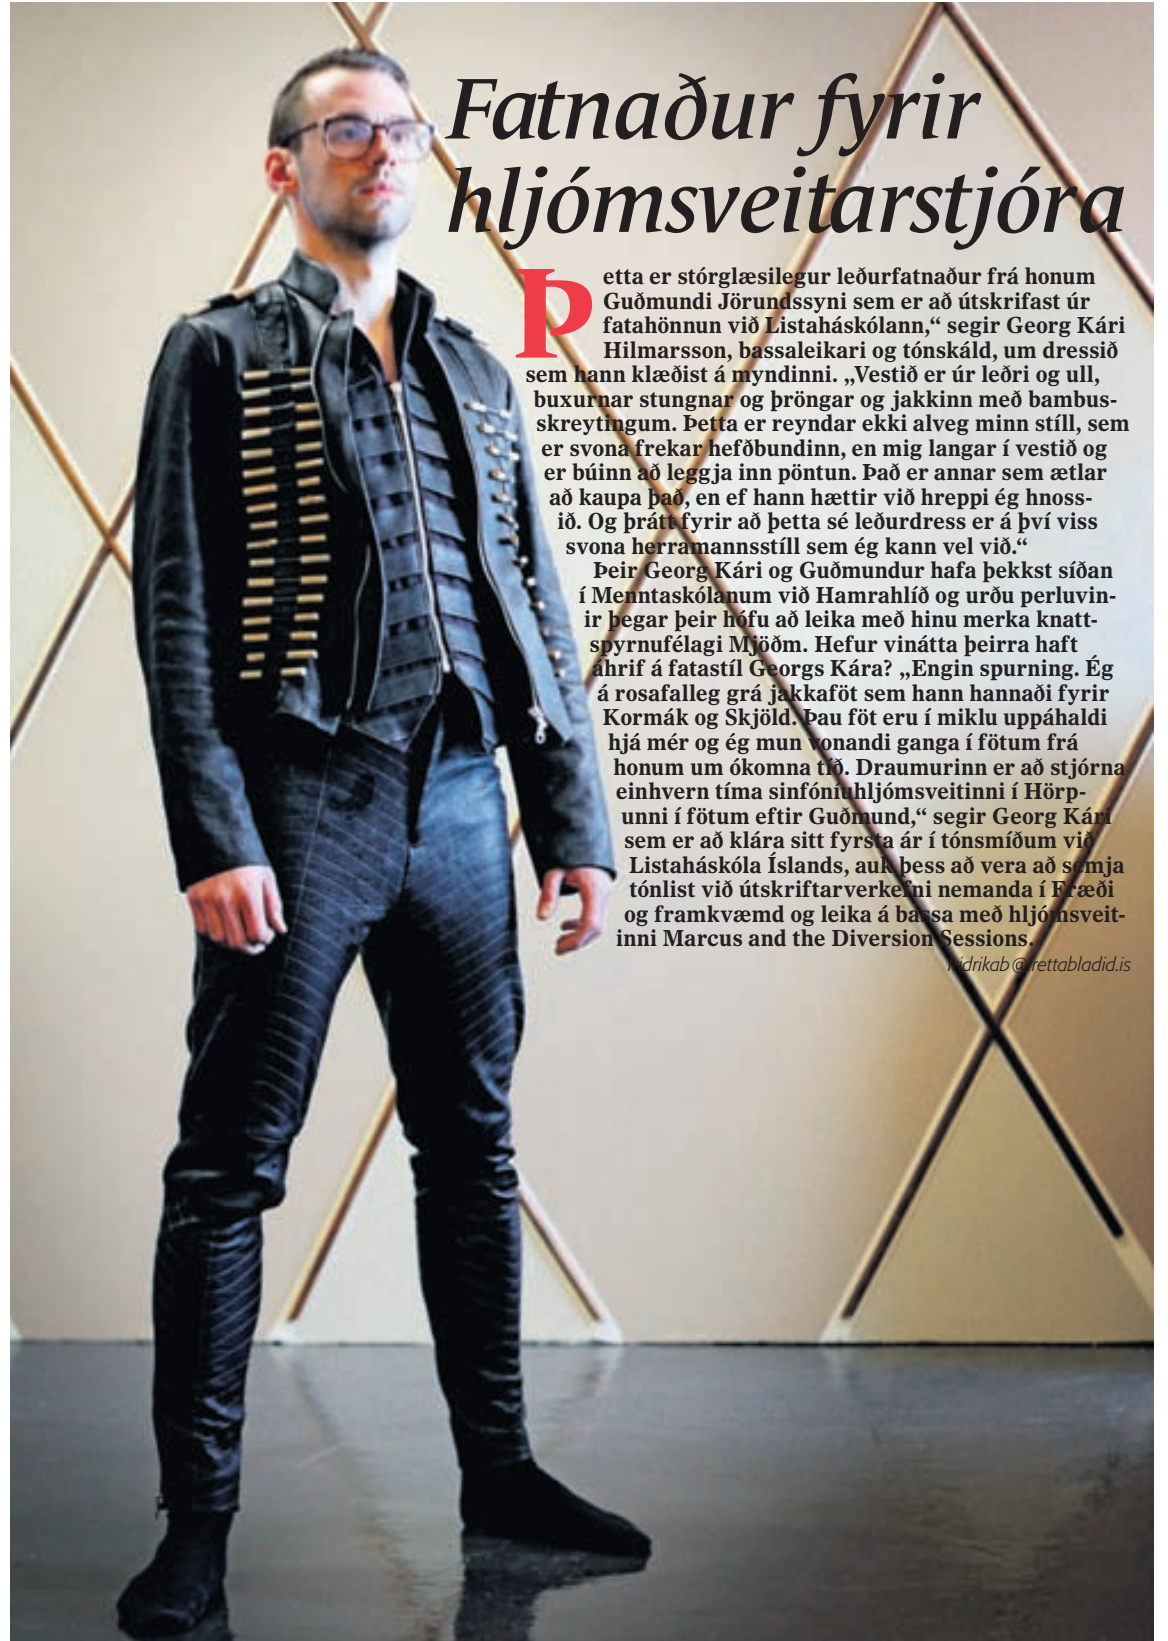 Fatnaður fyrir
hljómsveitarstjóra
Þetta er stórglæsilegur leðurfatnaður frá honum
Guðmundi Jörundssyni sem er að útskrifast úr
fatahönnun við Listaháskólann,“ segir Georg Kári
Hilmarsson, bassaleikari og tónskáld, um dressið
sem hann klæðist á myndinni. „Vestið er úr leðri og ull,
buxurnar stungnar og þröngar og jakkinn með bambus-
skreytingum. Þetta er reyndar ekki alveg minn stíll, sem
er svona frekar hefðbundinn, en mig langar í vestið og
er búinn að leggja inn pöntun. Það er annar sem ætlar
að kaupa það, en ef hann hættir við hreppi ég hnoss-
ið. Og þrátt fyrir að þetta sé leðurdress er á því viss
svona herramannsstíll sem ég kann vel við.“
Þeir Georg Kári og Guðmundur hafa þekkst síðan
í Menntaskólanum við Hamrahlíð og urðu perluvin-
ir þegar þeir hófu að leika með hinu merka knatt-
spyrnufélagi Mjöðm. Hefur vinátta þeirra haft
áhrif á fatastíl Georgs Kára? „Engin spurning. Ég
á rosafalleg grá jakkaföt sem hann hannaði fyrir
Kormák og Skjöld. Þau föt eru í miklu uppáhaldi
hjá mér og ég mun vonandi ganga í fötum frá
honum um ókomna tíð. Draumurinn er að stjórna
einhvern tíma sinfóníuhljómsveitinni í Hörp-
unni í fötum eftir Guðmund,“ segir Georg Kári
sem er að klára sitt fyrsta ár í tónsmíðum við
Listaháskóla Íslands, auk þess að vera að semja
tónlist við útskriftarverkefni nemanda í Fræði
og framkvæmd og leika á bassa með hljómsveit-
inni Marcus and the Diversion Sessions.
fridrikab@frettabladid.is